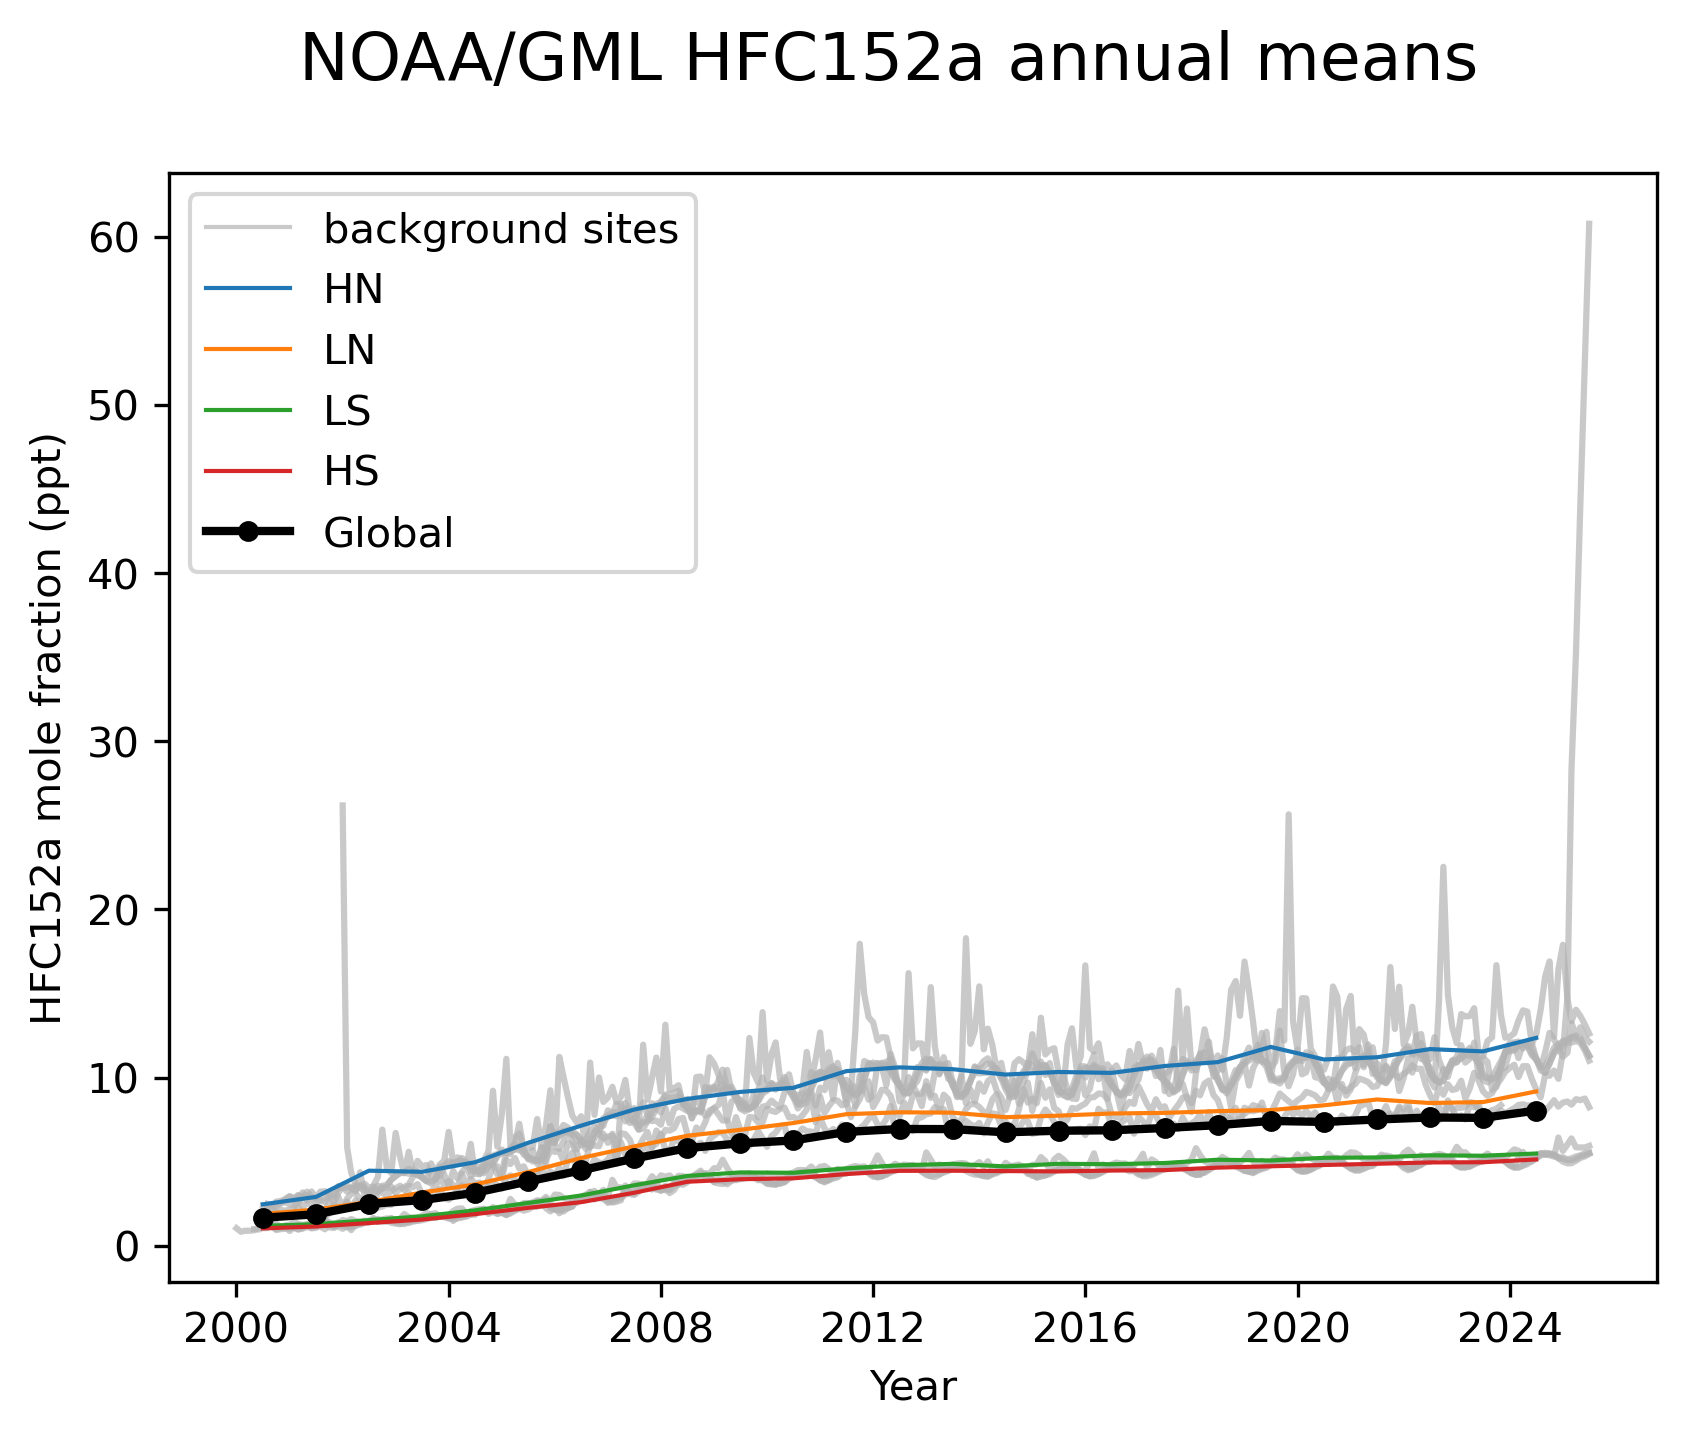 NOAA/GML HFC152a annual means
background sites
HN
LN
LS
HS
Global
HFC152a mole fraction (ppt)
60
50
40
30
20
10
0
2000 2004 2008 2012 2016 2020 2024
Year